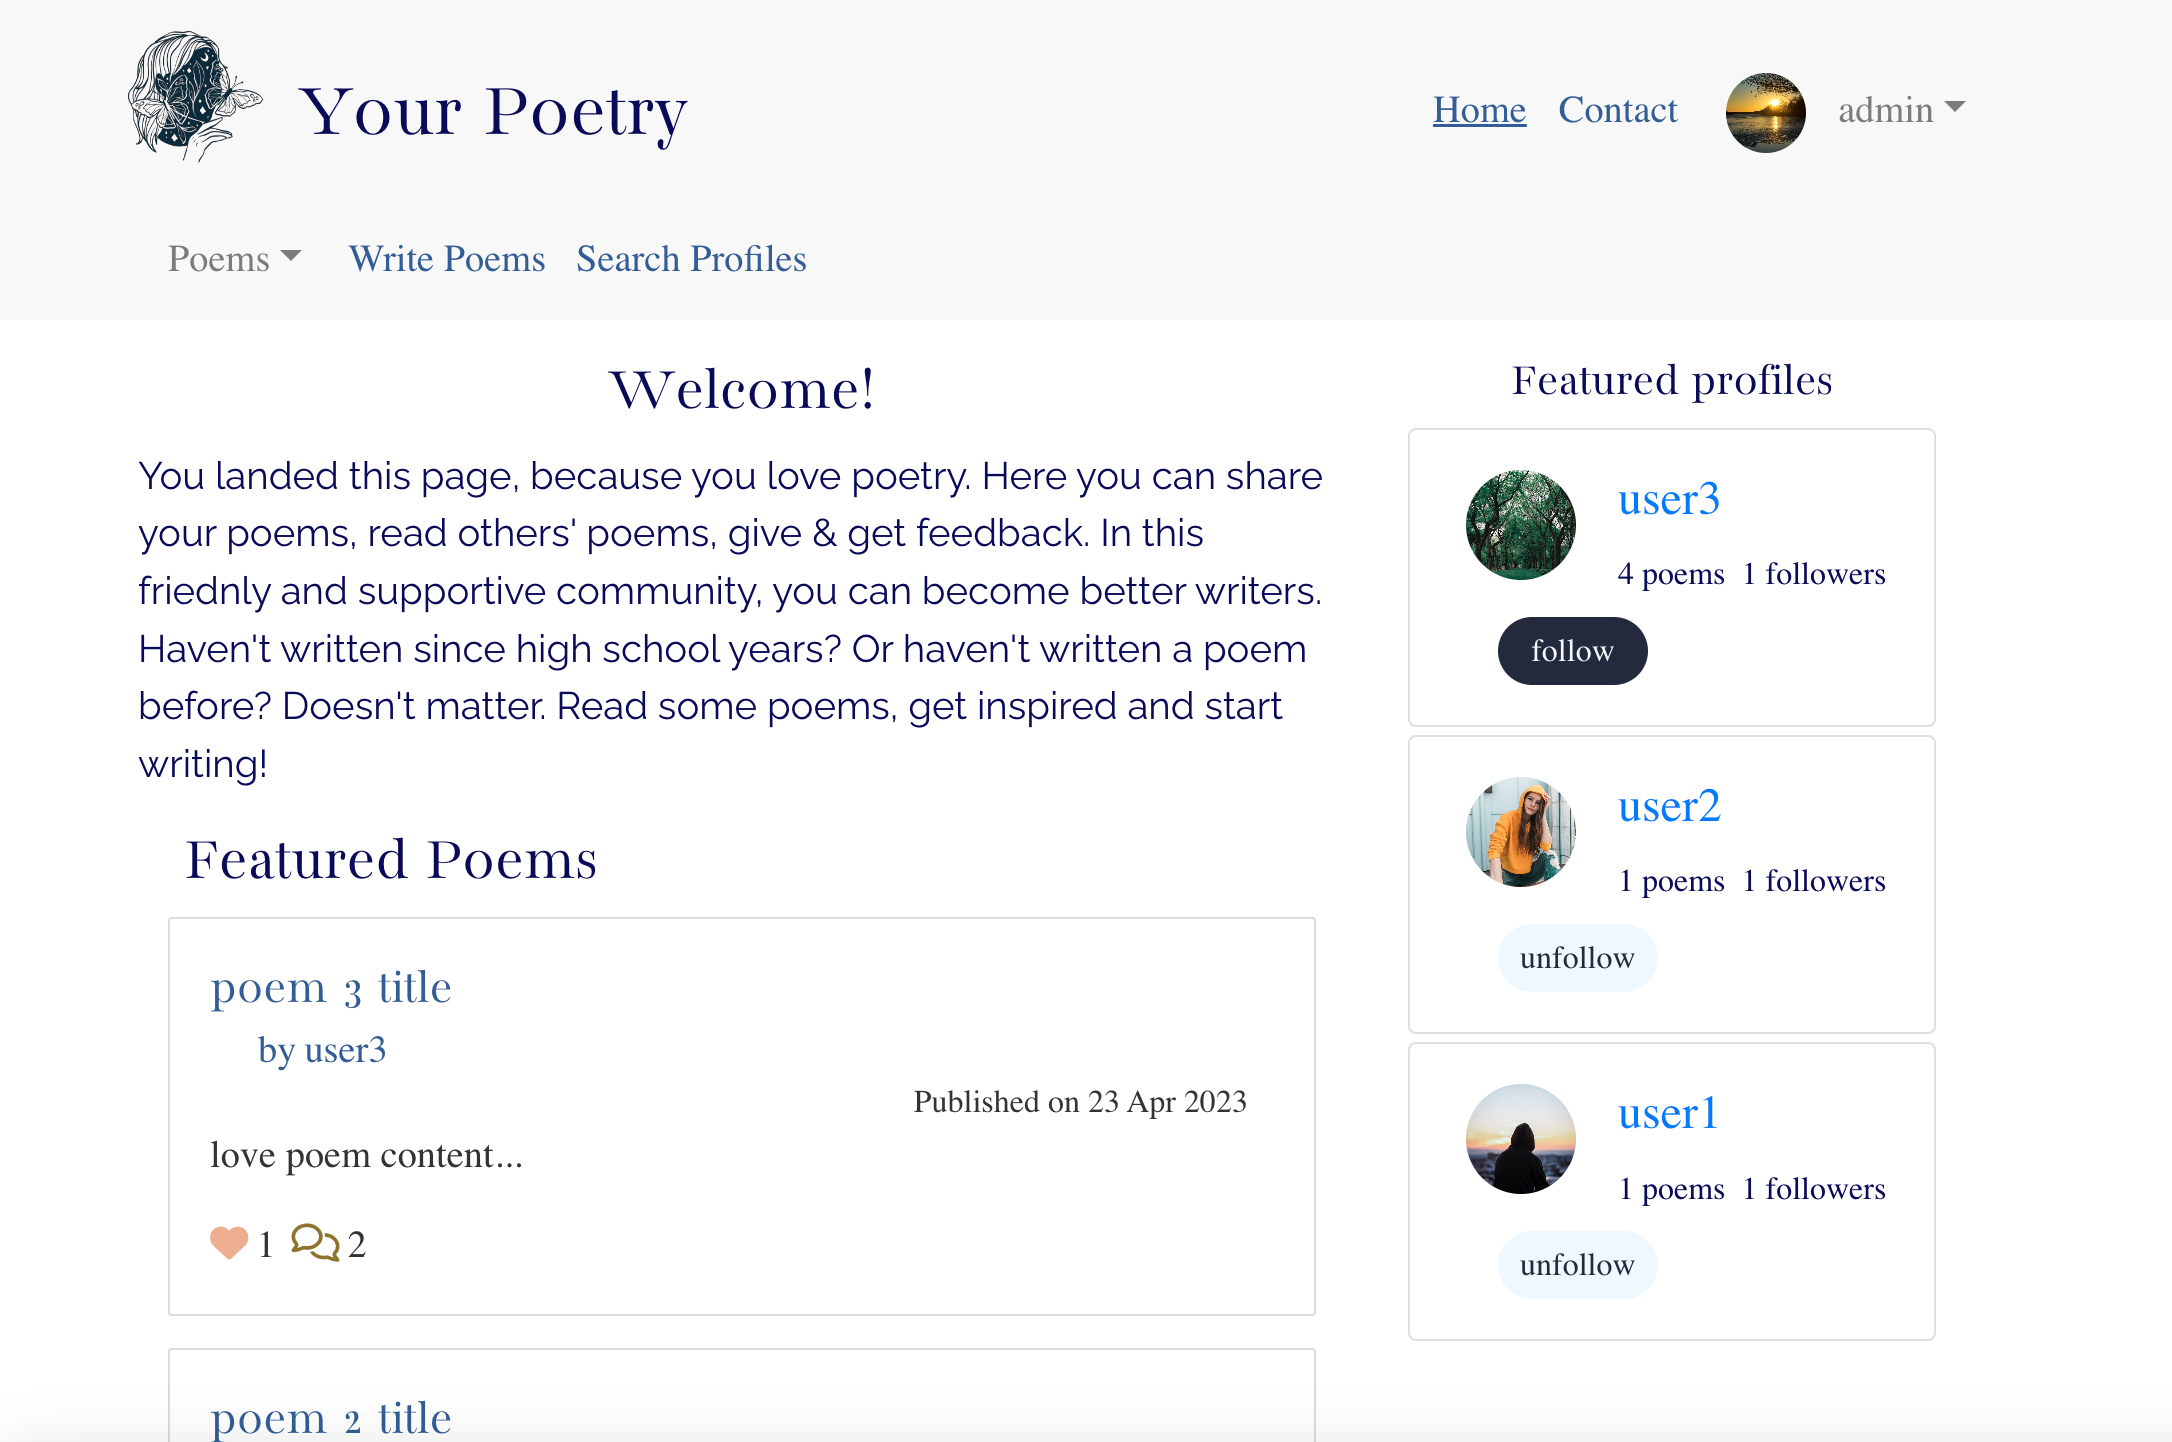 Your Poetry
Home Contact admin
Poems Write Poems Search Profiles
Welcome!
You landed this page, because you love poetry. Here you can share
your poems, read others' poems, give & get feedback. In this
friednly and supportive community, you can become better writers.
Haven't written since high school years? Or haven't written a poem
before? Doesn't matter. Read some poems, get inspired and start
writing!
Featured Poems
poem 3 title
by user3
Published on 23 Apr 2023
love poem content...
1 2
poem 2 title
Featured profiles
user3
4 poems 1 followers
follow
user2
1 poems 1 followers
unfollow
user1
1 poems 1 followers
unfollow